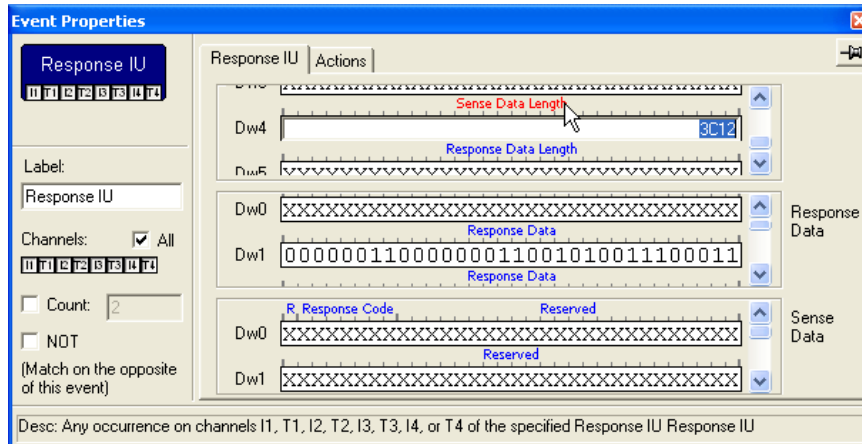 Event Properties
Response IU
I1 T1 I2 T2 I3 T3 I4 T4
Label:
Response IU
Channels: All
I1 T1 I2 T2 I3 T3 I4 T4
Count: 2
NOT
(Match on the opposite
of this event)
Response IU Actions
Sense Data Length
Dw4 3C12
Response Data Length
Dw5
Dw0 XXXXXXXXXXXXXXXXXXXXXXXXXXXXXXXX
Response Data
Dw1 00000011000000011001010011100011
Response Data
Response
Data
R Response Code Reserved
Dw0 XXXXXXXXXXXXXXXXXXXXXXXXXXXXXXXX
Reserved
Dw1 XXXXXXXXXXXXXXXXXXXXXXXXXXXXXXXX
Sense
Data
Desc: Any occurrence on channels I1, T1, I2, T2, I3, T3, I4, or T4 of the specified Response IU Response IU